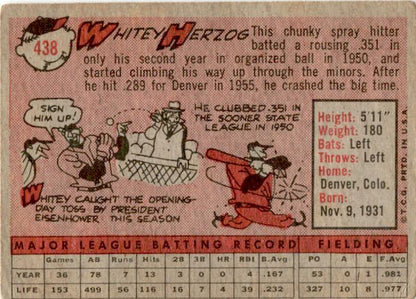 438
WHITEY HERZOG
This chunky spray hitter
batted a rousing .351 in
only his second year in organized ball in 1950, and
started climbing his way up through the minors. After
he hit .289 for Denver in 1955, he crashed the big time.
SIGN
HIM UP!
HE CLUBBED .351 IN
THE SOONER STATE
LEAGUE IN 1950
WHITEY CAUGHT THE OPENING-
DAY TOSS BY PRESIDENT
EISENHOWER THIS SEASON
Height: 5'11"
Weight: 180
Bats: Left
Throws: Left
Home:
Denver, Colo.
Born:
Nov. 9, 1931
©T.C.G. PRTD. IN U.S.A.
MAJOR LEAGUE BATTING RECORD FIELDING
Games AB Runs Hits 2B 3B H.R. RBI B.Avg. PO A E F.Avg.
YEAR 36 78 7 13 3 0 0 4 .167 53 0 1 .981
LIFE 153 499 56 116 4 .232 327 10 8 .977